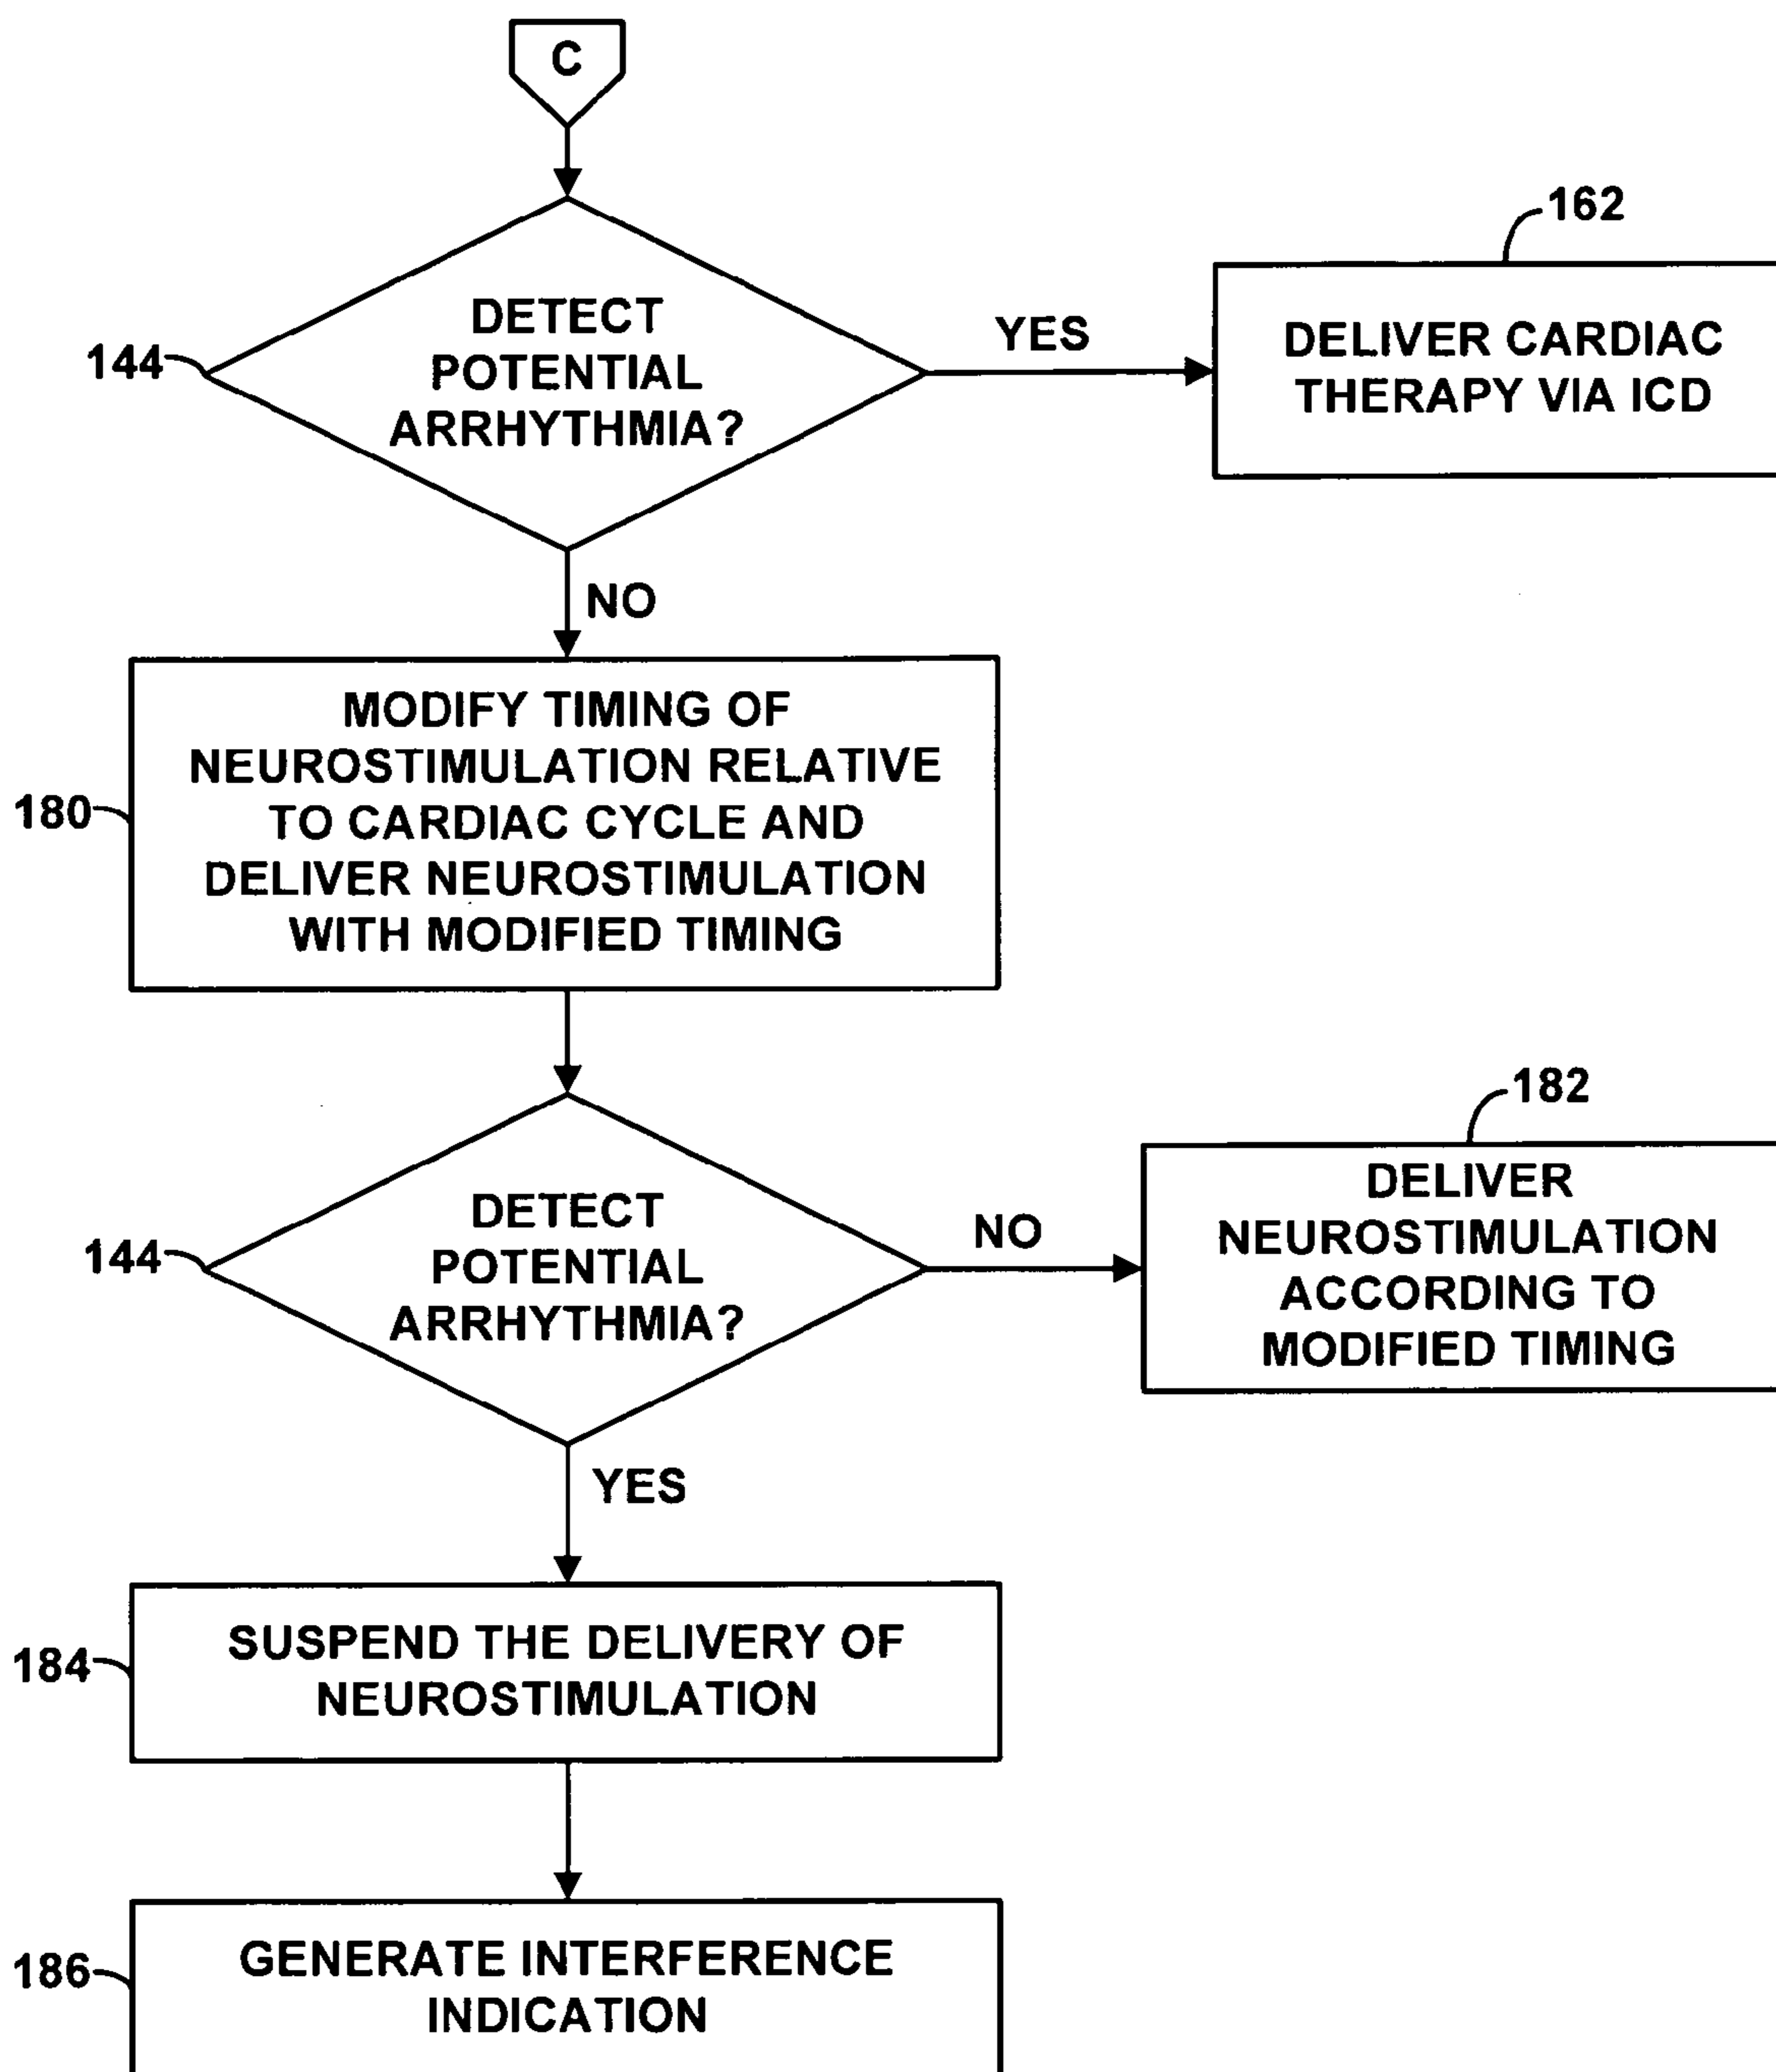 C
162
DETECT
POTENTIAL
ARRHYTHMIA?
144
YES
DELIVER CARDIAC
THERAPY VIA ICD
NO
MODIFY TIMING OF
NEUROSTIMULATION RELATIVE
TO CARDIAC CYCLE AND
DELIVER NEUROSTIMULATION
WITH MODIFIED TIMING
180
182
DETECT
POTENTIAL
ARRHYTHMIA?
144
NO
DELIVER
NEUROSTIMULATION
ACCORDING TO
MODIFIED TIMING
YES
SUSPEND THE DELIVERY OF
NEUROSTIMULATION
184
GENERATE INTERFERENCE
INDICATION
186